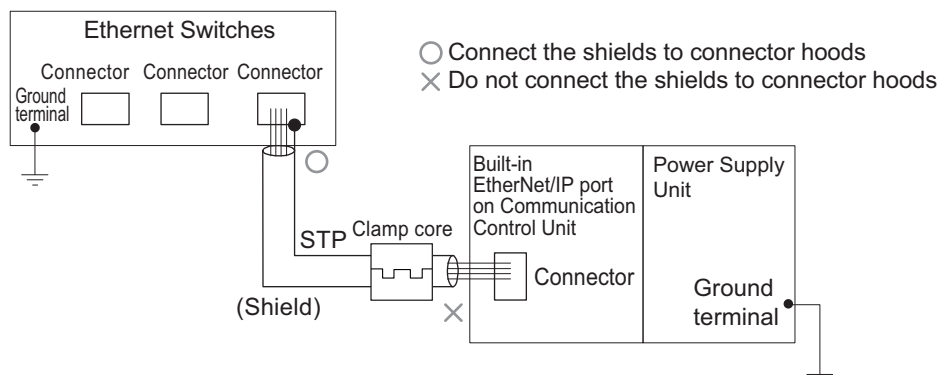 Ethernet Switches
Connector Connector Connector
Ground
terminal
Connect the shields to connector hoods
Do not connect the shields to connector hoods
Built-in
EtherNet/IP port
on Communication
Control Unit
Power Supply
Unit
STP
Clamp core
Connector
(Shield)
Ground
terminal